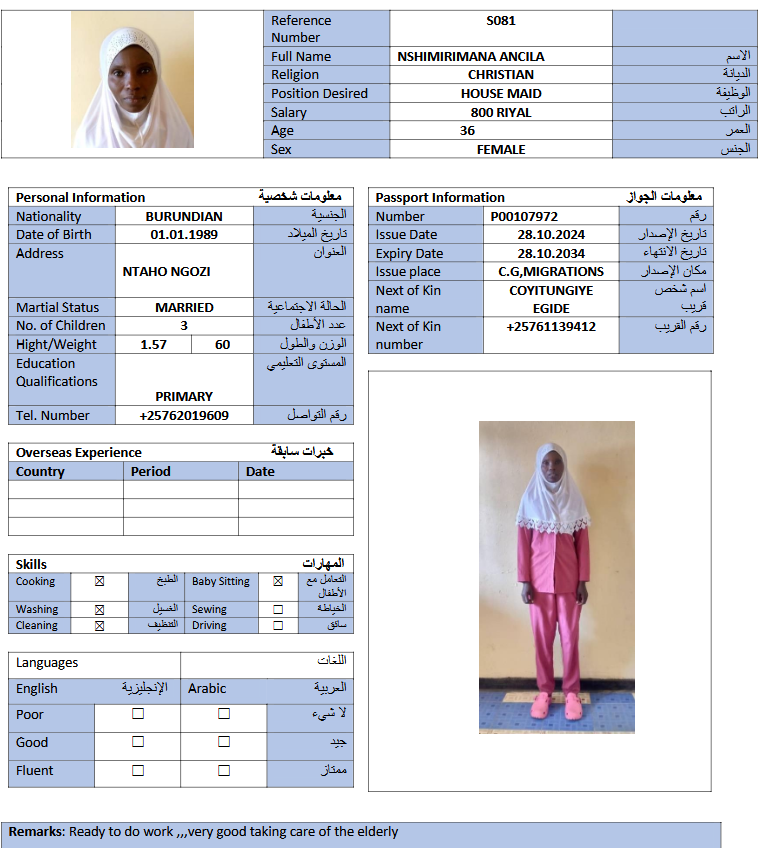 Reference Number S081
Full Name NSHIMIRIMANA ANCILA الاسم
Religion CHRISTIAN الديانة
Position Desired HOUSE MAID الوظيفة
Salary 800 RIYAL الراتب
Age 36 العمر
Sex FEMALE الجنس
Personal Information معلومات شخصية
Nationality BURUNDIAN الجنسية
Date of Birth 01.01.1989 تاريخ الميلاد
Address NTAHO NGOZI العنوان
Martial Status MARRIED الحالة الاجتماعية
No. of Children 3 عدد الأطفال
Hight/Weight 1.57 60 الوزن والطول
Education Qualifications PRIMARY المستوى التعليمي
Tel. Number +25762019609 رقم التواصل
Passport Information معلومات الجواز
Number P00107972 رقم
Issue Date 28.10.2024 تاريخ الإصدار
Expiry Date 28.10.2034 تاريخ الانتهاء
Issue place C.G,MIGRATIONS مكان الإصدار
Next of Kin name COYITUNGIYE EGIDE اسم شخص قريب
Next of Kin number +25761139412 رقم القريب
Overseas Experience خبرات سابقة
Country Period Date
Skills المهارات
Cooking ☒ الطبخ Baby Sitting ☒ التعامل مع الأطفال
Washing ☒ الغسيل Sewing ☐ الخياطة
Cleaning ☒ التنظيف Driving ☐ سائق
Languages اللغات
English الإنجليزية Arabic العربية
Poor ☐ ☐ لا شيء
Good ☐ ☐ جيد
Fluent ☐ ☐ ممتاز
Remarks: Ready to do work ,,,very good taking care of the elderly